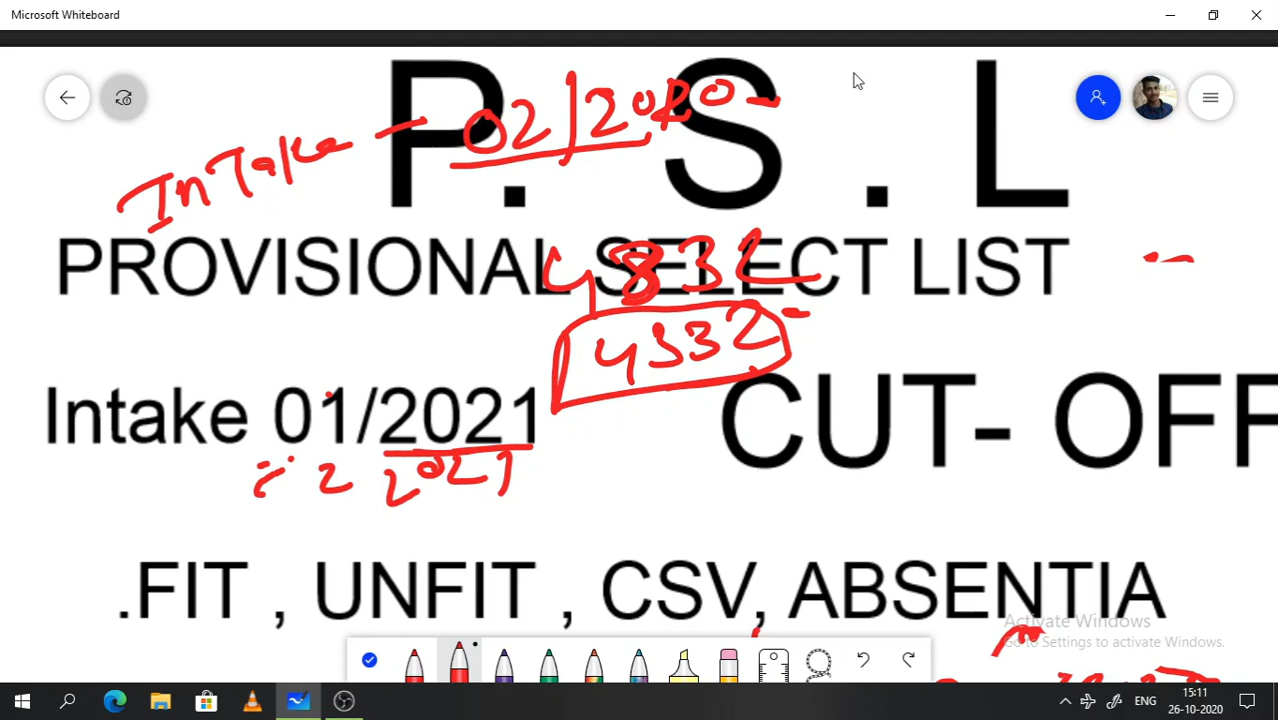 Microsoft Whiteboard
P. S . L
InTake - 02/2020
PROVISIONAL SELECT LIST
4832
4332
Intake 01/2021
CUT- OFF
2 2021
.FIT , UNFIT , CSV, ABSENTIA
Activate Windows
Go to Settings to activate Windows.
ENG
15:11
26-10-2020